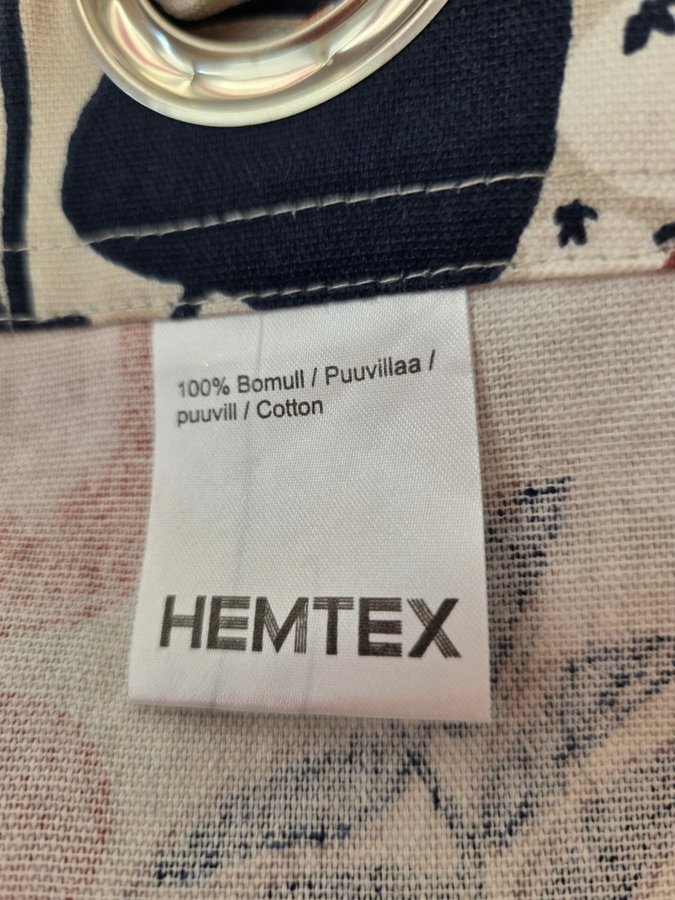 100% Bomull / Puuvillaa /
puuvill / Cotton
HEMTEX